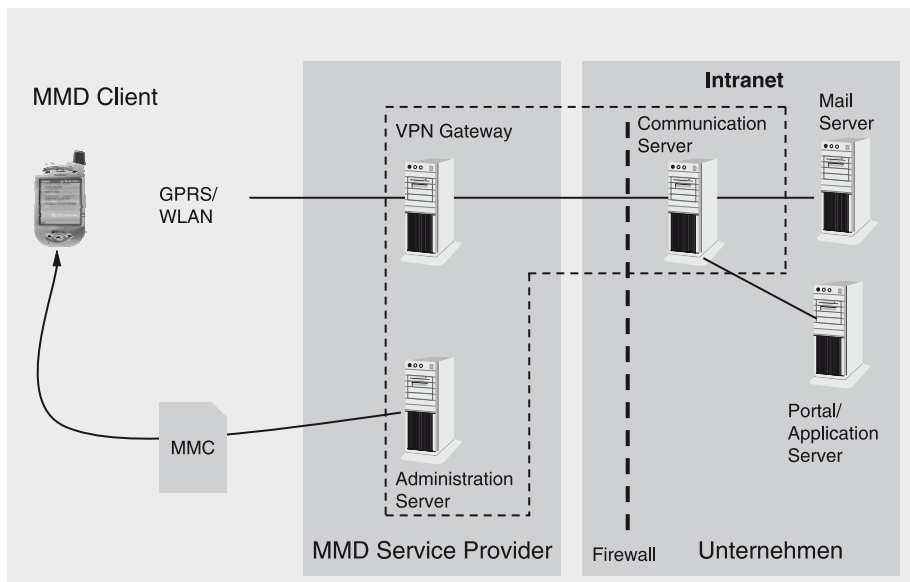 Intranet
MMD Client
Mail
Server
VPN Gateway
Communication
Server
GPRS/
WLAN
Portal/
Application
Server
MMC
Administration
Server
MMD Service Provider
Firewall
Unternehmen